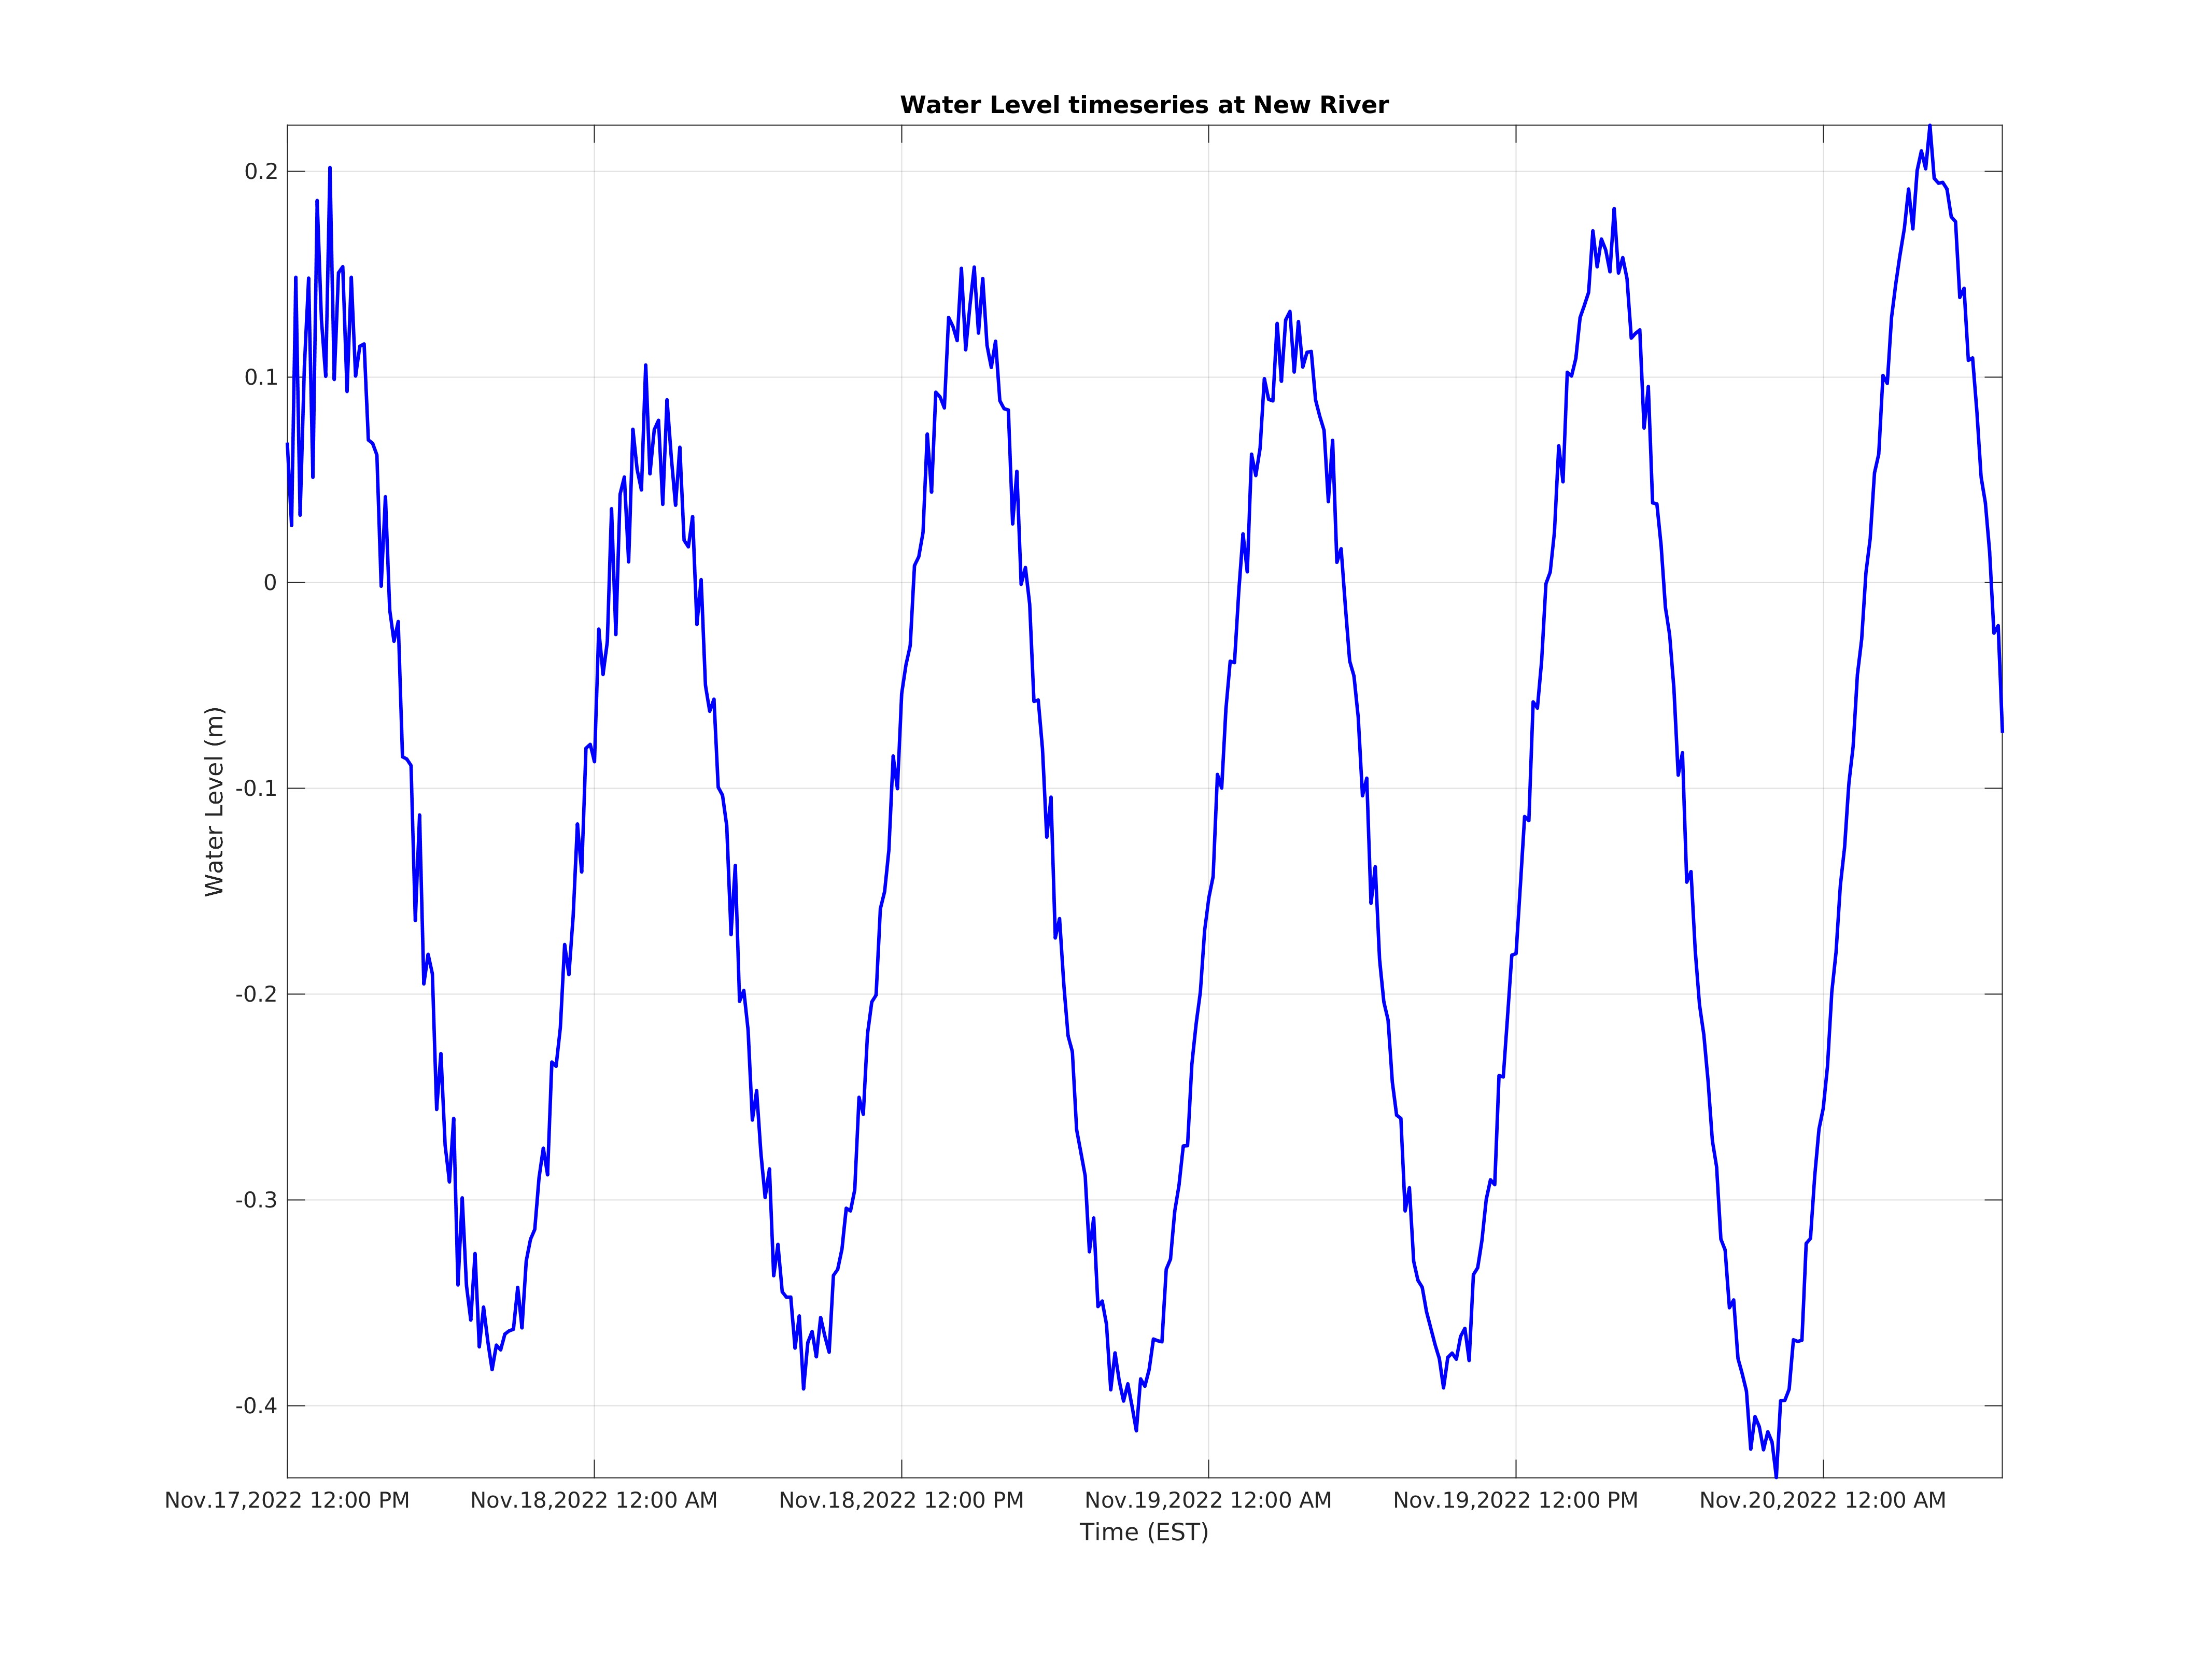 Water Level timeseries at New River
0.2
0.1
0
-0.1
-0.2
-0.3
-0.4
Water Level (m)
Nov.17,2022 12:00 PM
Nov.18,2022 12:00 AM
Nov.18,2022 12:00 PM
Nov.19,2022 12:00 AM
Nov.19,2022 12:00 PM
Nov.20,2022 12:00 AM
Time (EST)